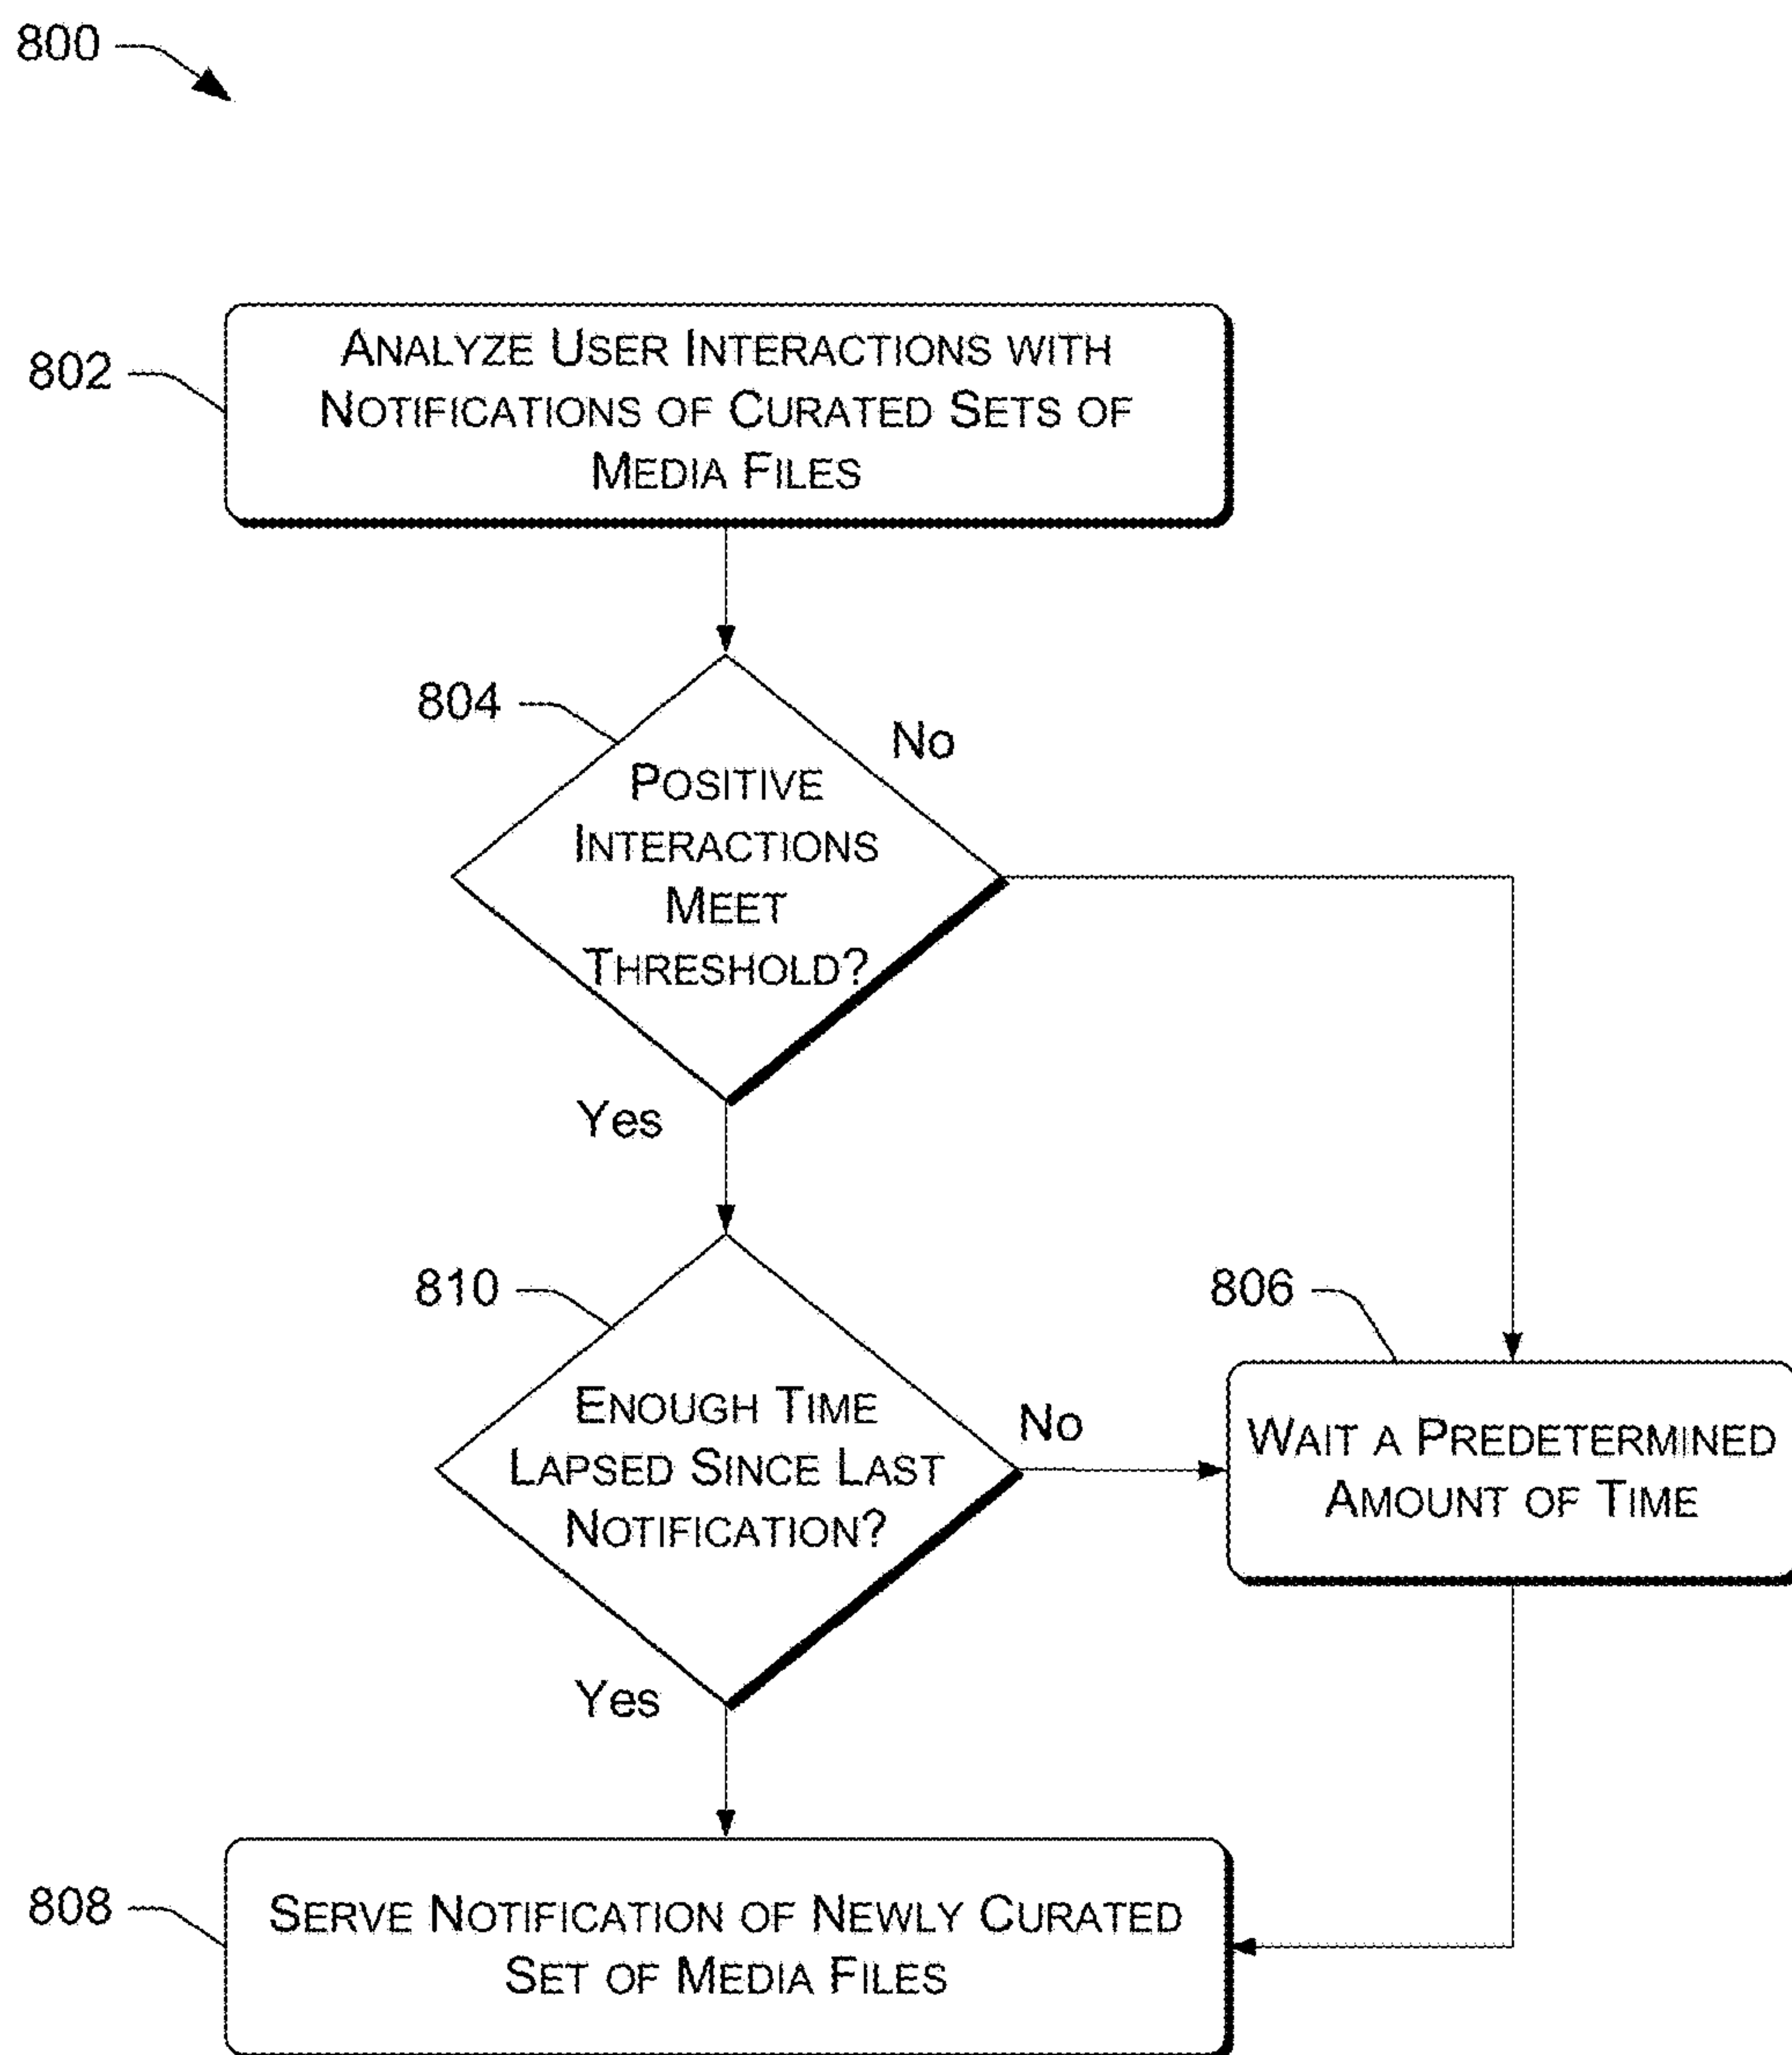 800
802
ANALYZE USER INTERACTIONS WITH
NOTIFICATIONS OF CURATED SETS OF
MEDIA FILES
804
No
POSITIVE
INTERACTIONS
MEET
THRESHOLD?
Yes
810
806
ENOUGH TIME
LAPSED SINCE LAST
NOTIFICATION?
No
WAIT A PREDETERMINED
AMOUNT OF TIME
Yes
808
SERVE NOTIFICATION OF NEWLY CURATED
SET OF MEDIA FILES